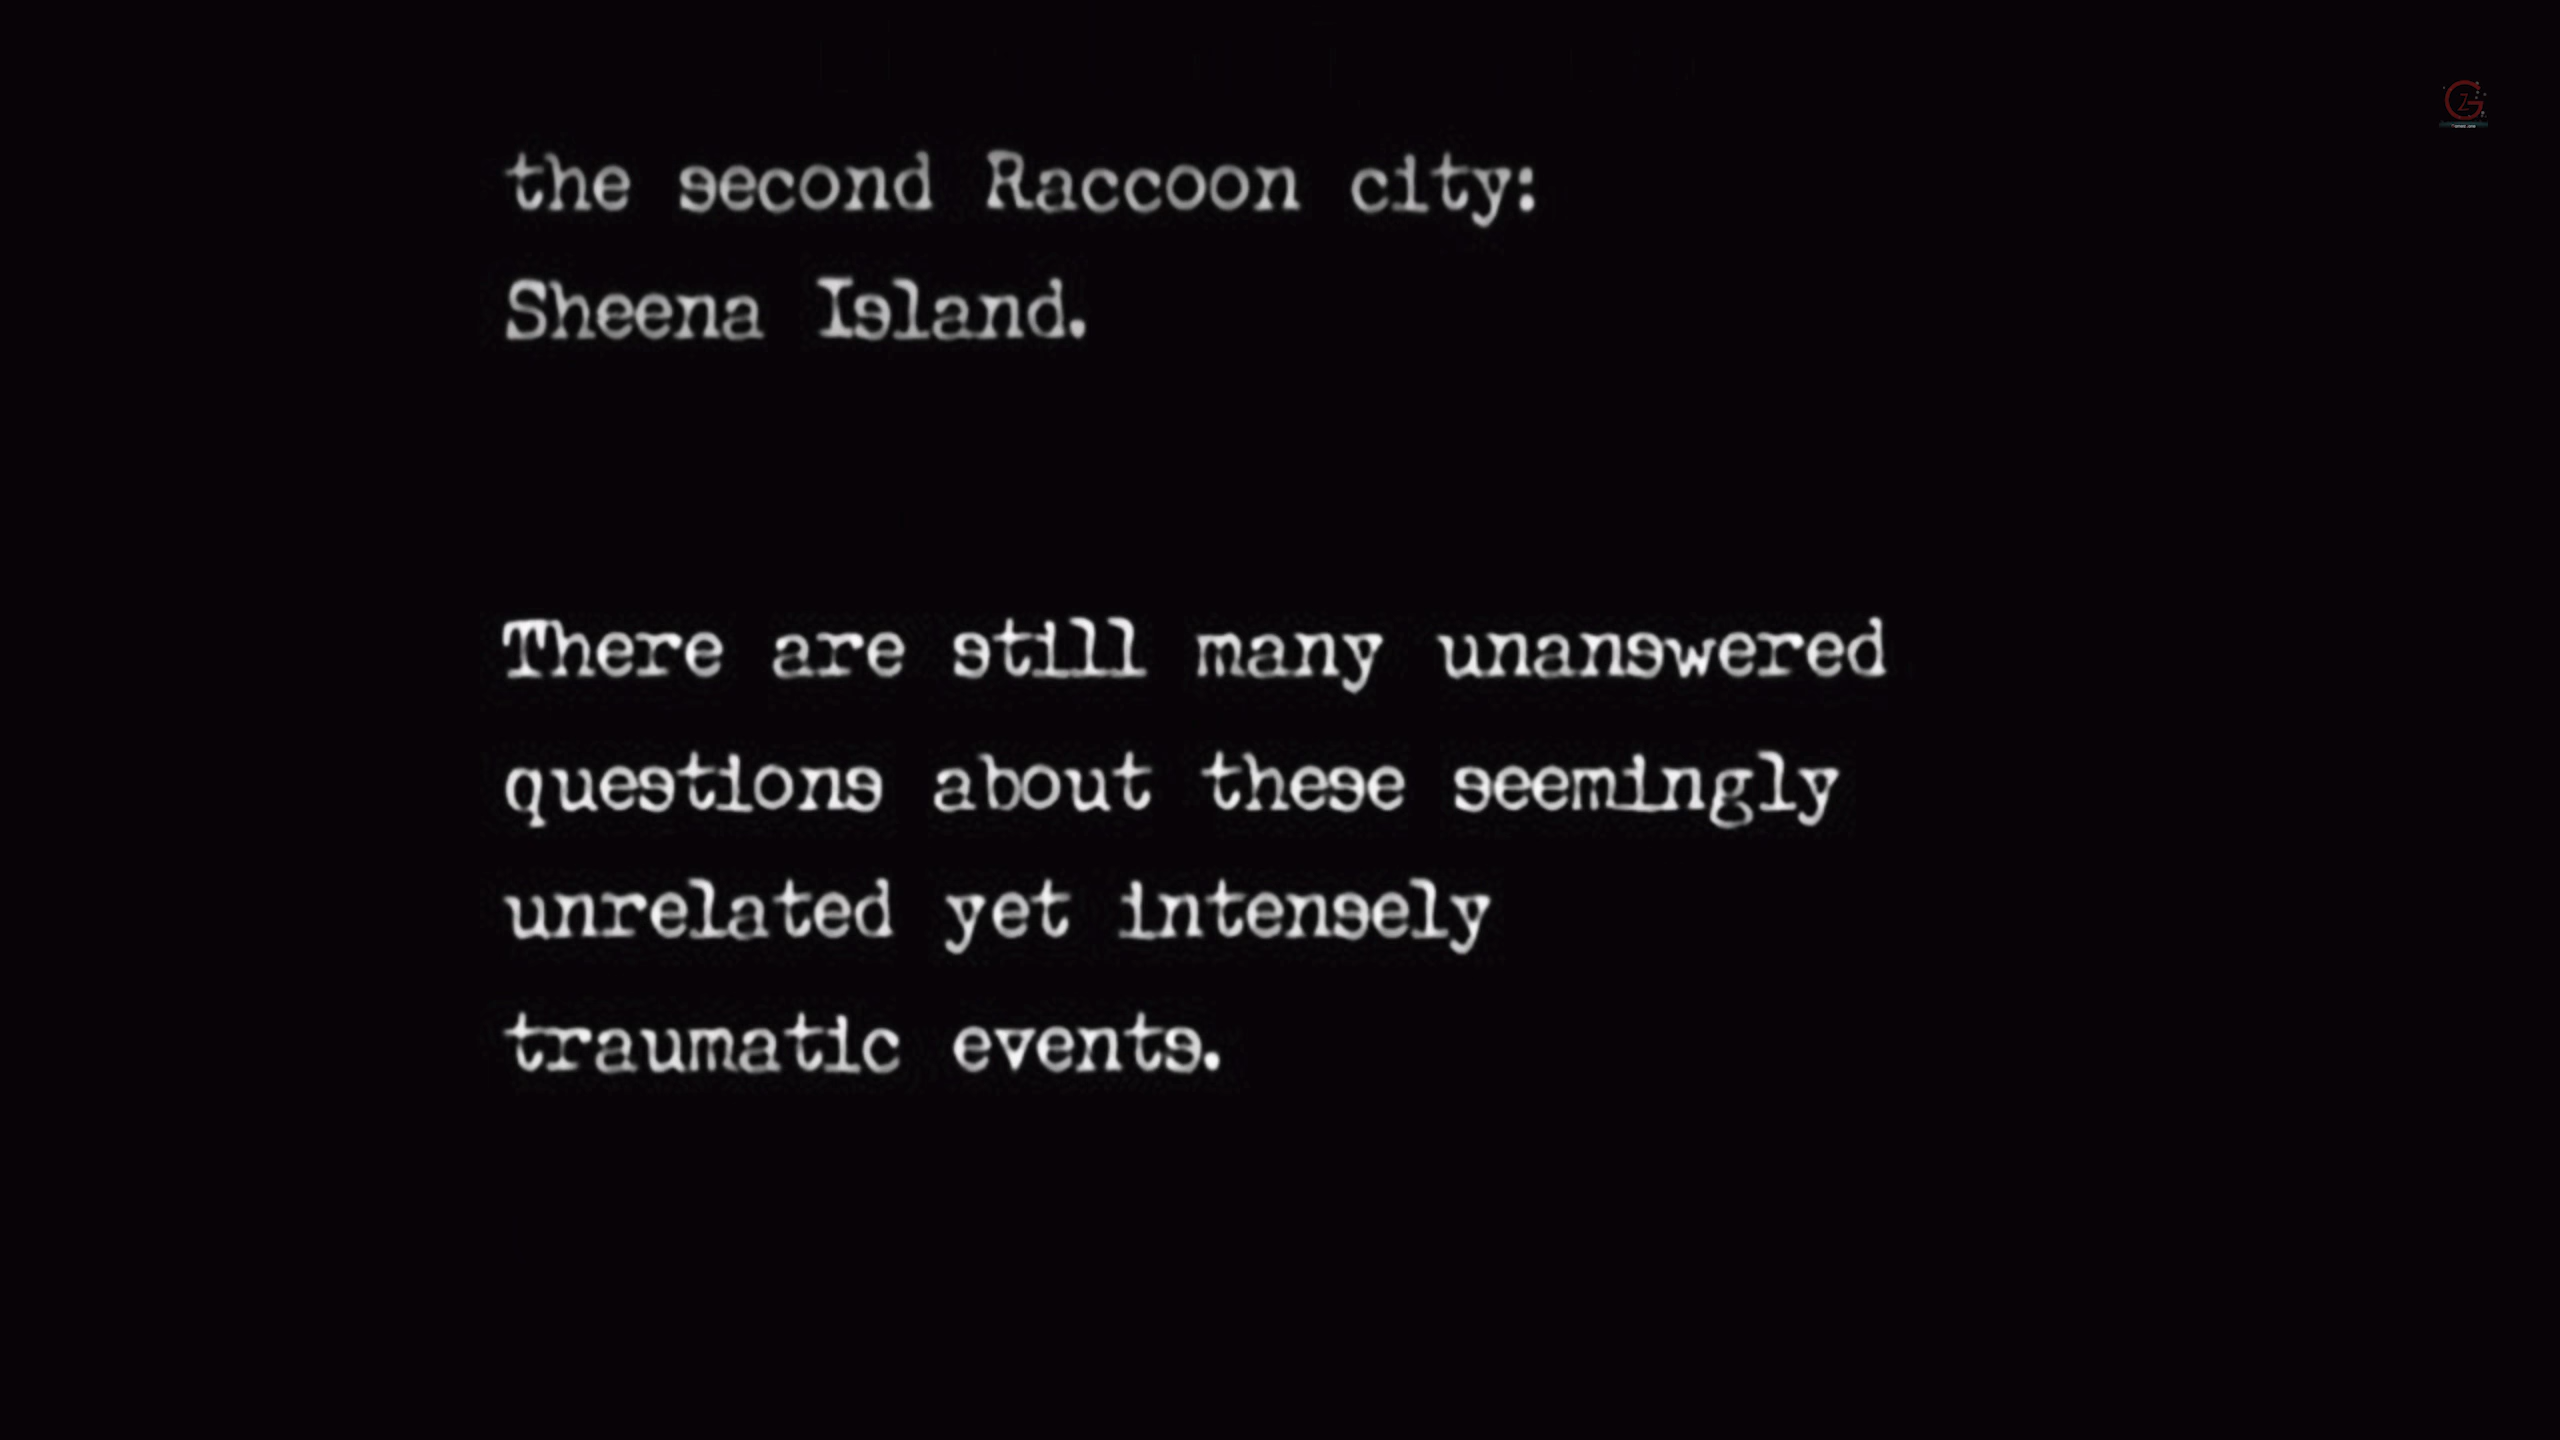 the second Raccoon city:
Sheena Island.
There are still many unanswered
questions about these seemingly
unrelated yet intensely
traumatic events.